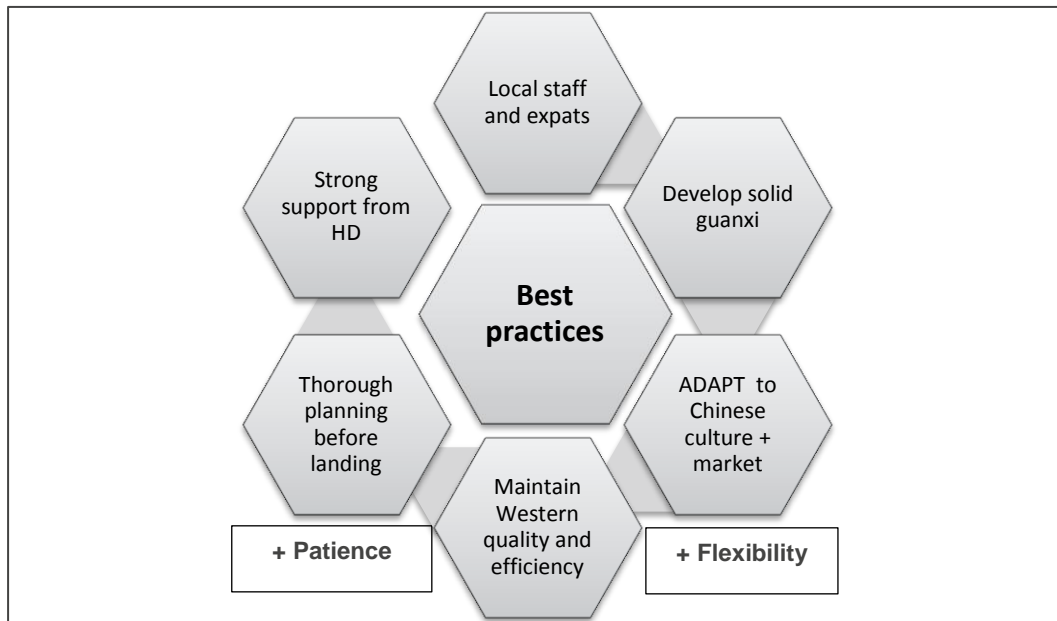 Local staff
and expats
Develop solid
guanxi
ADAPT to
Chinese
culture +
market
Maintain
Western
quality and
efficiency
Thorough
planning
before
landing
Strong
support from
HD
Best
practices
+ Patience
+ Flexibility